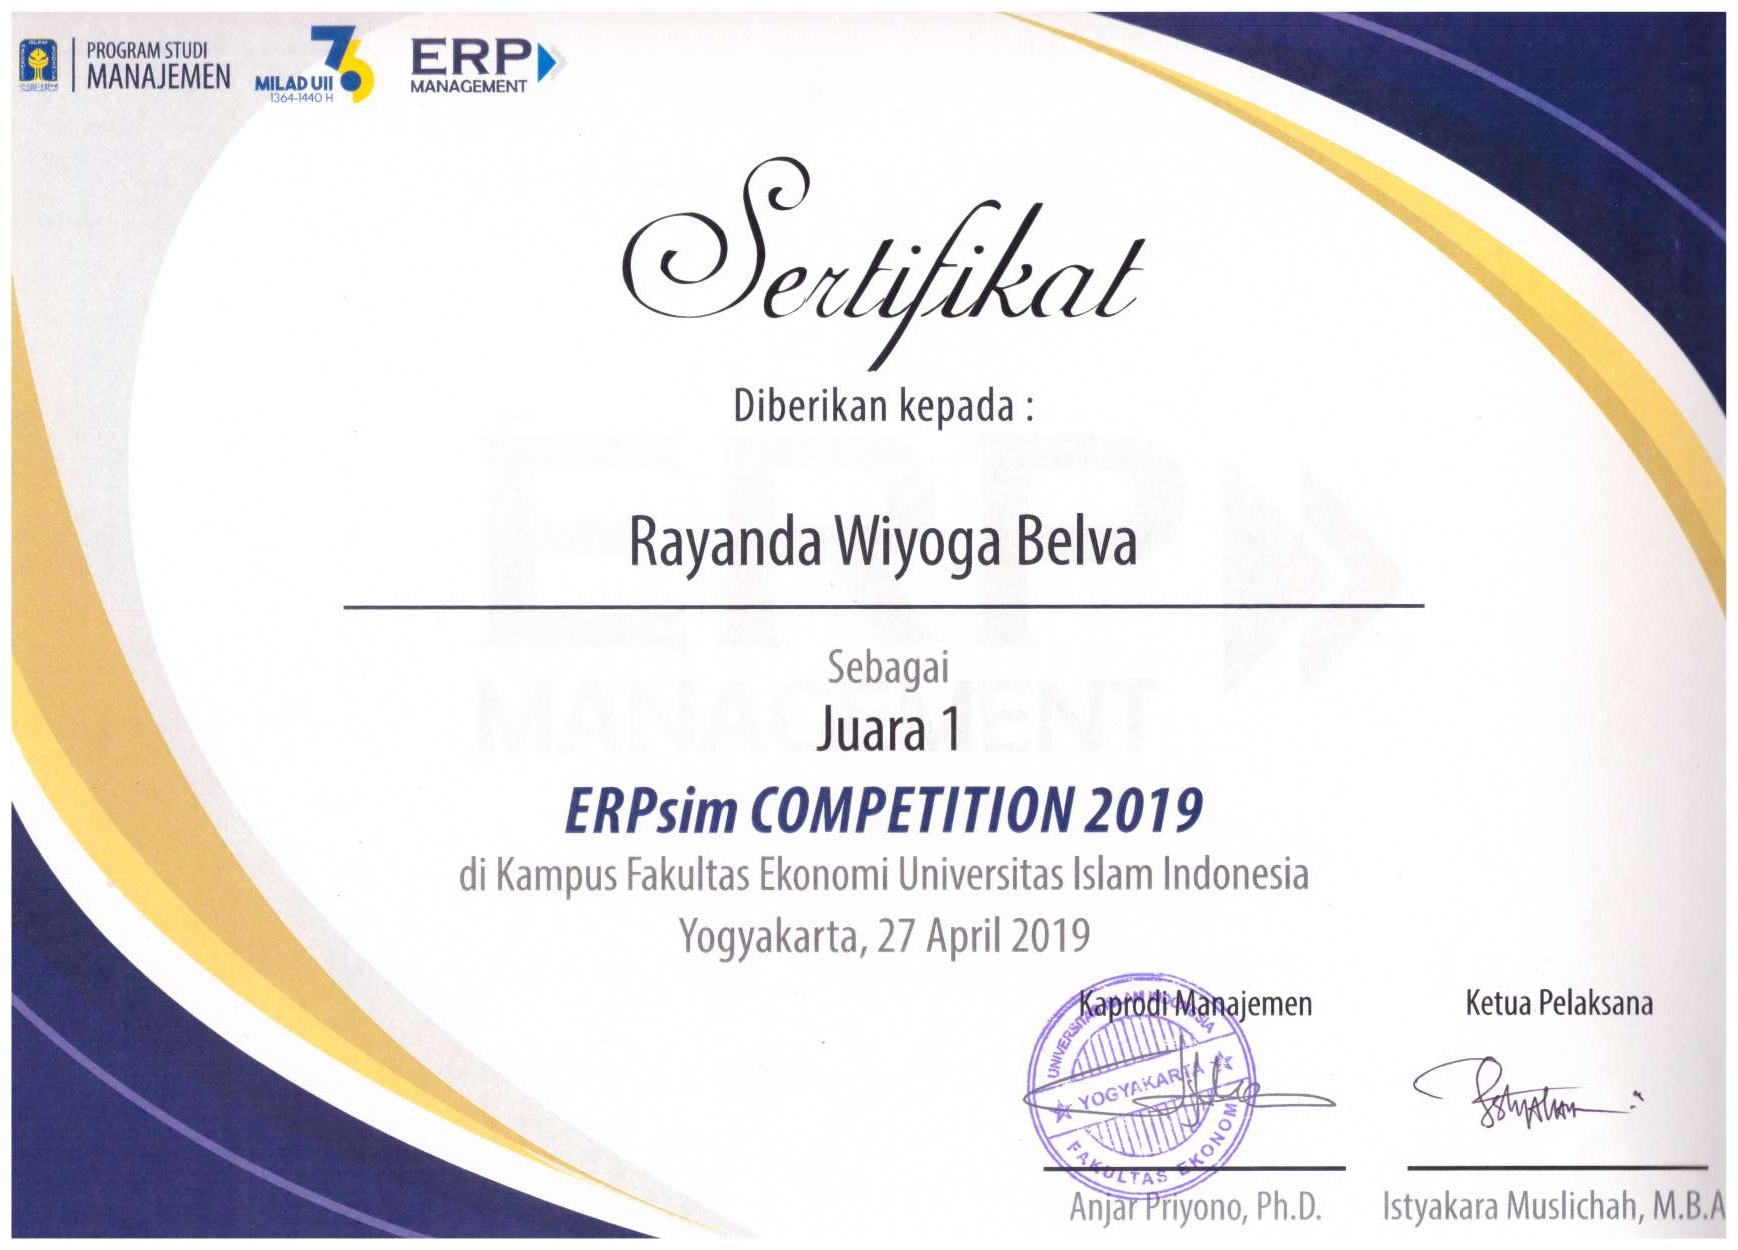 PROGRAM STUDI
MANAJEMEN
76
MILAD UII
1364-1440 H
ERP
MANAGEMENT
Sertifikat
Diberikan kepada :
Rayanda Wiyoga Belva
Sebagai
Juara 1
ERPsim COMPETITION 2019
di Kampus Fakultas Ekonomi Universitas Islam Indonesia
Yogyakarta, 27 April 2019
Kaprodi Manajemen
Ketua Pelaksana
UNIVERSITAS ISLAM INDONESIA
YOGYAKARTA
FAKULTAS EKONOMI
Anjar Priyono, Ph.D.
Istyakara Muslichah, M.B.A
ERP
MANAGEMENT